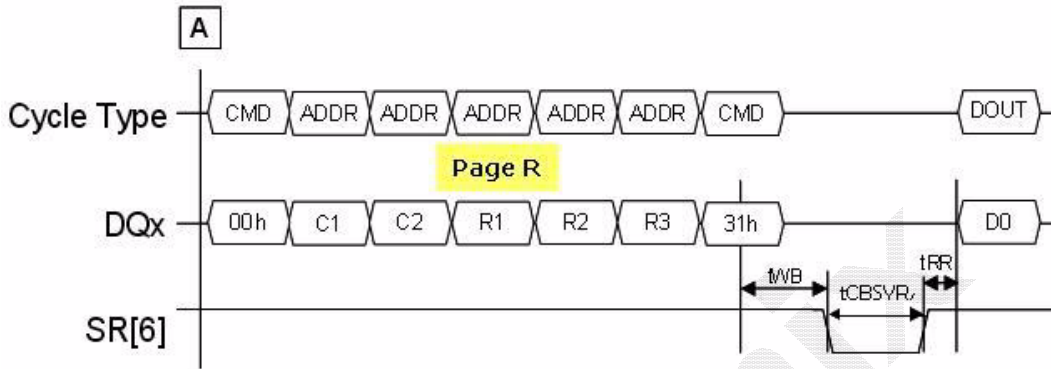 A
Cycle Type CMD ADDR ADDR ADDR ADDR ADDR CMD DOUT
Page R
DQx 00h C1 C2 R1 R2 R3 31h D0
tWB tCBSYR, tRR
SR[6]